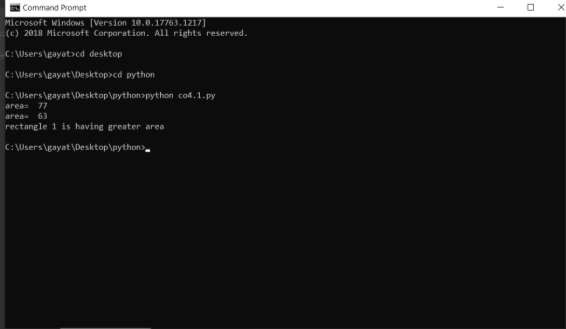 Command Prompt
Microsoft Windows [Version 10.0.17763.1217]
(c) 2018 Microsoft Corporation. All rights reserved.
C:\Users\gayat>cd desktop
C:\Users\gayat\Desktop>cd python
C:\Users\gayat\Desktop\python>python co4.1.py
area=  77
area=  63
rectangle 1 is having greater area
C:\Users\gayat\Desktop\python>